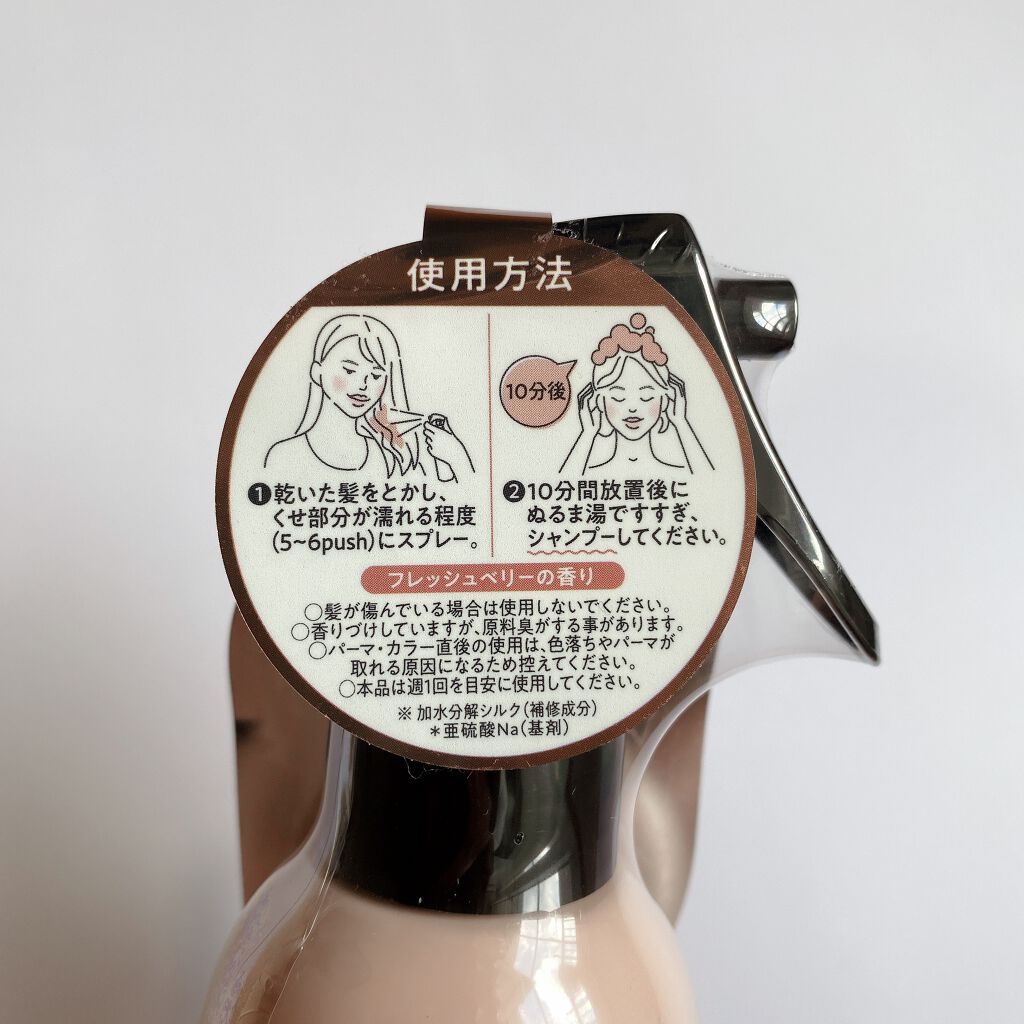 使用方法
10分後
❶乾いた髪をとかし、
くせ部分が濡れる程度
(5~6push)にスプレー。
❷10分間放置後に
ぬるま湯ですすぎ、
シャンプーしてください。
フレッシュベリーの香り
○髪が傷んでいる場合は使用しないでください。
○香りづけしていますが、原料臭がする事があります。
○パーマ・カラー直後の使用は、色落ちやパーマが
取れる原因になるため控えてください。
○本品は週1回を目安に使用してください。
※加水分解シルク(補修成分)
*亜硫酸Na(基剤)